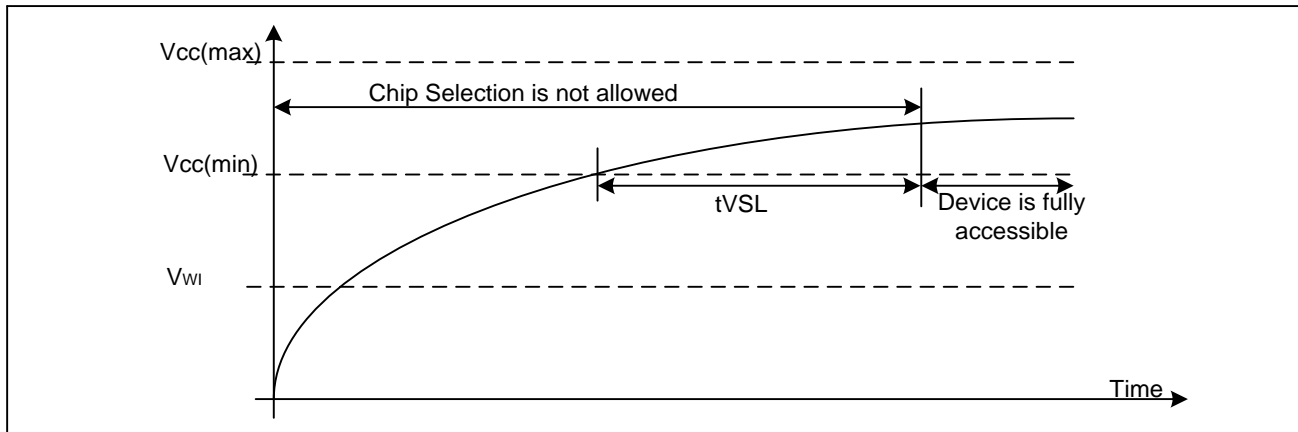 Vcc(max)
Chip Selection is not allowed
Vcc(min)
tVSL
Device is fully
accessible
VWI
Time